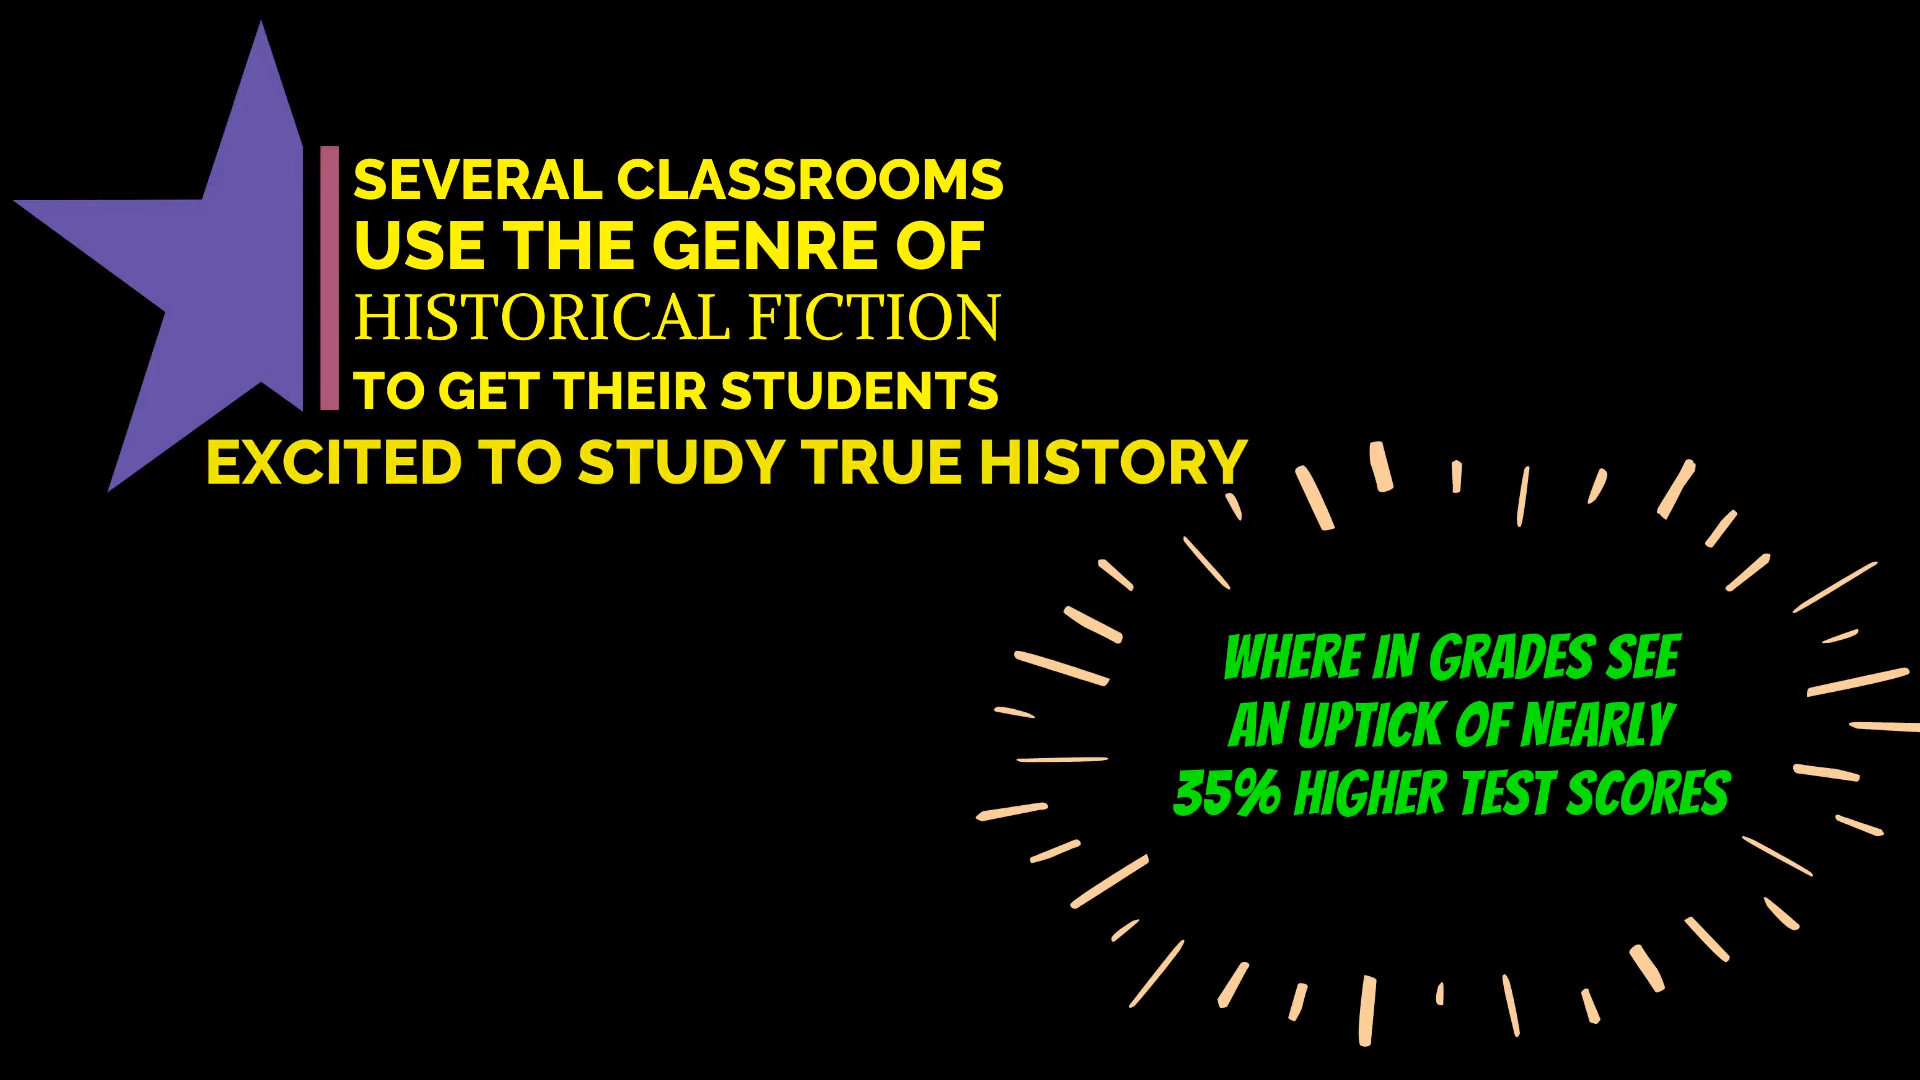 SEVERAL CLASSROOMS
USE THE GENRE OF
HISTORICAL FICTION
TO GET THEIR STUDENTS
EXCITED TO STUDY TRUE HISTORY
WHERE IN GRADES SEE
AN UPTICK OF NEARLY
35% HIGHER TEST SCORES